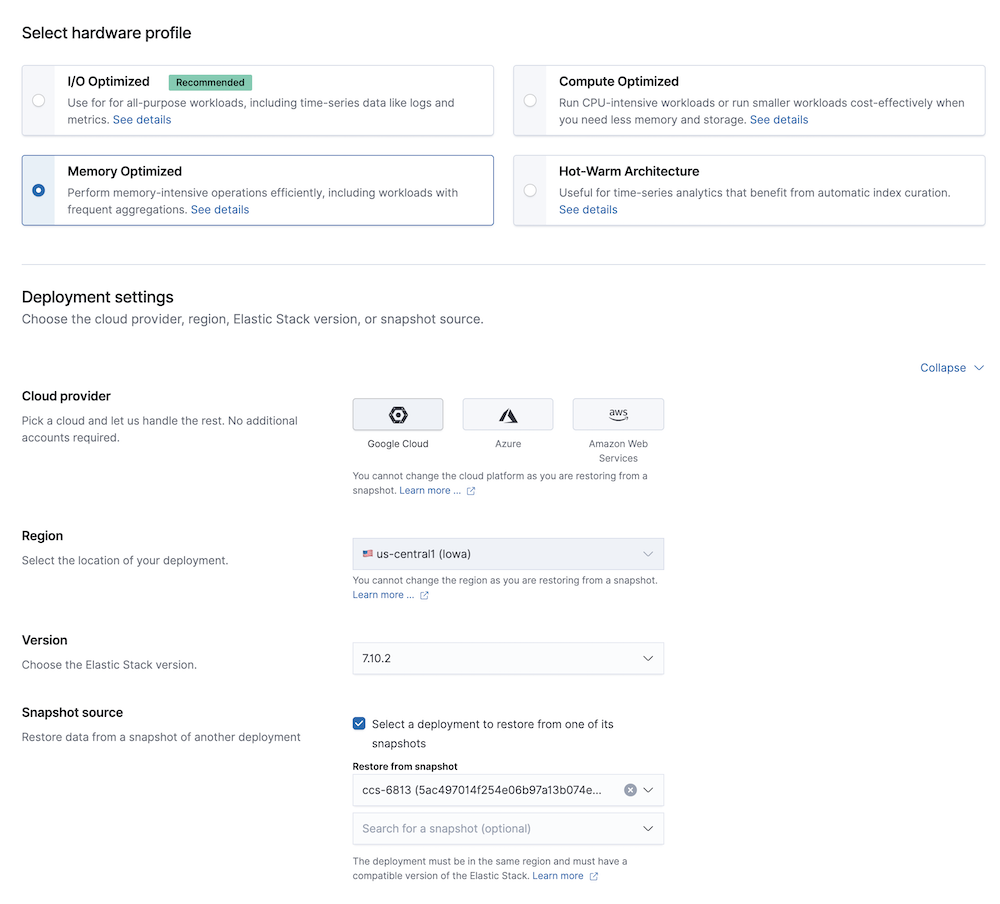 Select hardware profile
I/O Optimized Recommended
Use for for all-purpose workloads, including time-series data like logs and
metrics. See details
Compute Optimized
Run CPU-intensive workloads or run smaller workloads cost-effectively when
you need less memory and storage. See details
Memory Optimized
Perform memory-intensive operations efficiently, including workloads with
frequent aggregations. See details
Hot-Warm Architecture
Useful for time-series analytics that benefit from automatic index curation.
See details
Deployment settings
Choose the cloud provider, region, Elastic Stack version, or snapshot source.
Collapse
Cloud provider
Pick a cloud and let us handle the rest. No additional
accounts required.
Google Cloud
Azure
aws
Amazon Web
Services
You cannot change the cloud platform as you are restoring from a
snapshot. Learn more ...
Region
Select the location of your deployment.
us-central1 (Iowa)
You cannot change the region as you are restoring from a snapshot.
Learn more ...
Version
Choose the Elastic Stack version.
7.10.2
Snapshot source
Restore data from a snapshot of another deployment
Select a deployment to restore from one of its
snapshots
Restore from snapshot
ccs-6813 (5ac497014f254e06b97a13b074e...
Search for a snapshot (optional)
The deployment must be in the same region and must have a
compatible version of the Elastic Stack. Learn more